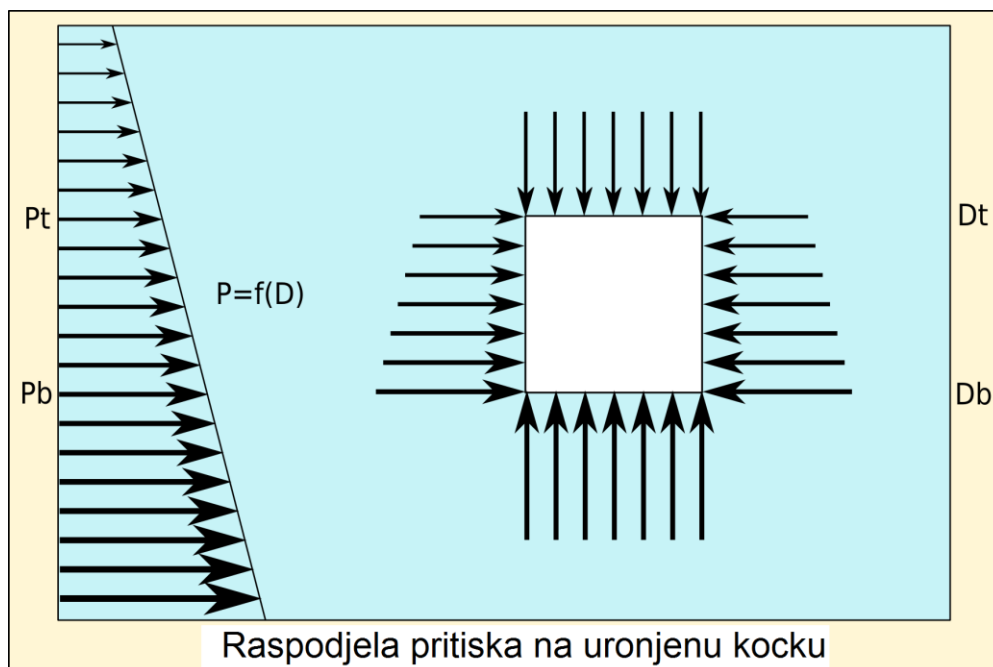 Pt
Dt
P=f(D)
Pb
Db
Raspodjela pritiska na uronjenu kocku